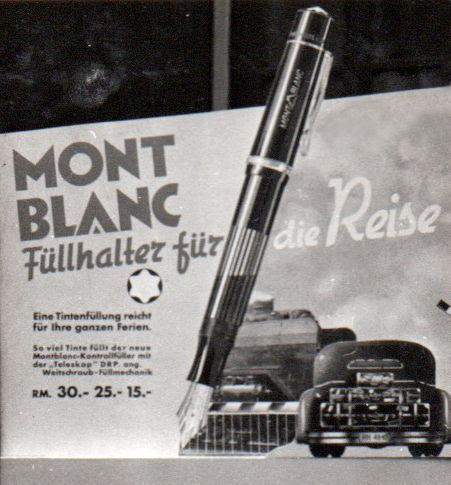 MONT
BLANC
Füllhalter für die Reise
Eine Tintenfüllung reicht
für Ihre ganzen Ferien.
So viel Tinte füllt der neue
Montblanc-Kontrollfüller mit
der „Teleskop" DRP. ang.
Weitschraub-Füllmechanik
RM. 30.- 25.- 15.-
MONTBLANC